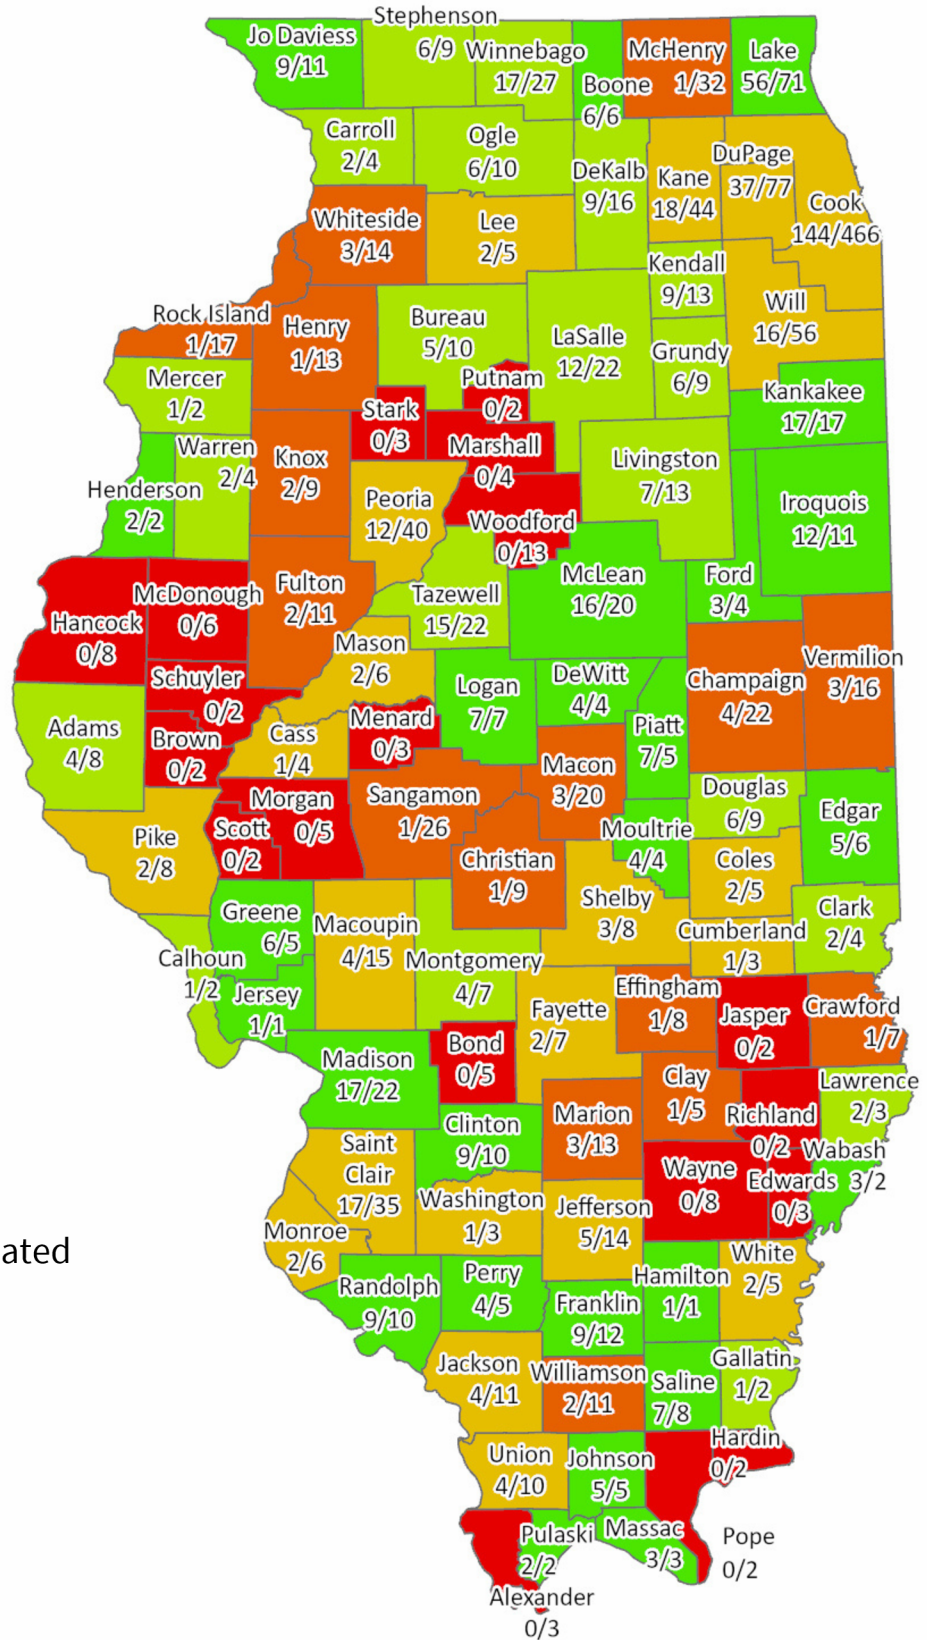 Stephenson
6/9
Jo Daviess
9/11
Winnebago
17/27
Boone
6/6
McHenry
1/32
Lake
56/71
Carroll
2/4
Ogle
6/10
DeKalb
9/16
Kane
18/44
DuPage
37/77
Cook
144/466
Whiteside
3/14
Lee
2/5
Kendall
9/13
Will
16/56
Rock Island
1/17
Henry
1/13
Bureau
5/10
LaSalle
12/22
Grundy
6/9
Kankakee
17/17
Mercer
1/2
Putnam
0/2
Stark
0/3
Marshall
0/4
Warren
2/4
Knox
2/9
Peoria
12/40
Livingston
7/13
Iroquois
12/11
Henderson
2/2
Woodford
0/13
McLean
16/20
Ford
3/4
Hancock
0/8
McDonough
0/6
Fulton
2/11
Tazewell
15/22
Mason
2/6
Schuyler
0/2
Logan
7/7
DeWitt
4/4
Piatt
7/5
Champaign
4/22
Vermilion
3/16
Adams
4/8
Brown
0/2
Cass
1/4
Menard
0/3
Macon
3/20
Douglas
6/9
Edgar
5/6
Morgan
0/5
Sangamon
1/26
Scott
0/2
Pike
2/8
Christian
1/9
Moultrie
4/4
Coles
2/5
Shelby
3/8
Clark
2/4
Greene
6/5
Macoupin
4/15
Montgomery
4/7
Cumberland
1/3
Calhoun
1/2
Jersey
1/1
Fayette
2/7
Effingham
1/8
Jasper
0/2
Crawford
1/7
Madison
17/22
Bond
0/5
Clay
1/5
Richland
0/2
Lawrence
2/3
Clinton
9/10
Marion
3/13
Wayne
0/8
Edwards
0/3
Wabash
3/2
Saint
Clair
17/35
Washington
1/3
Jefferson
5/14
Monroe
2/6
ated
White
2/5
Randolph
9/10
Perry
4/5
Franklin
9/12
Hamilton
1/1
Jackson
4/11
Williamson
2/11
Saline
7/8
Gallatin
1/2
Union
4/10
Johnson
5/5
Hardin
0/2
Pulaski
2/2
Massac
3/3
Pope
0/2
Alexander
0/3